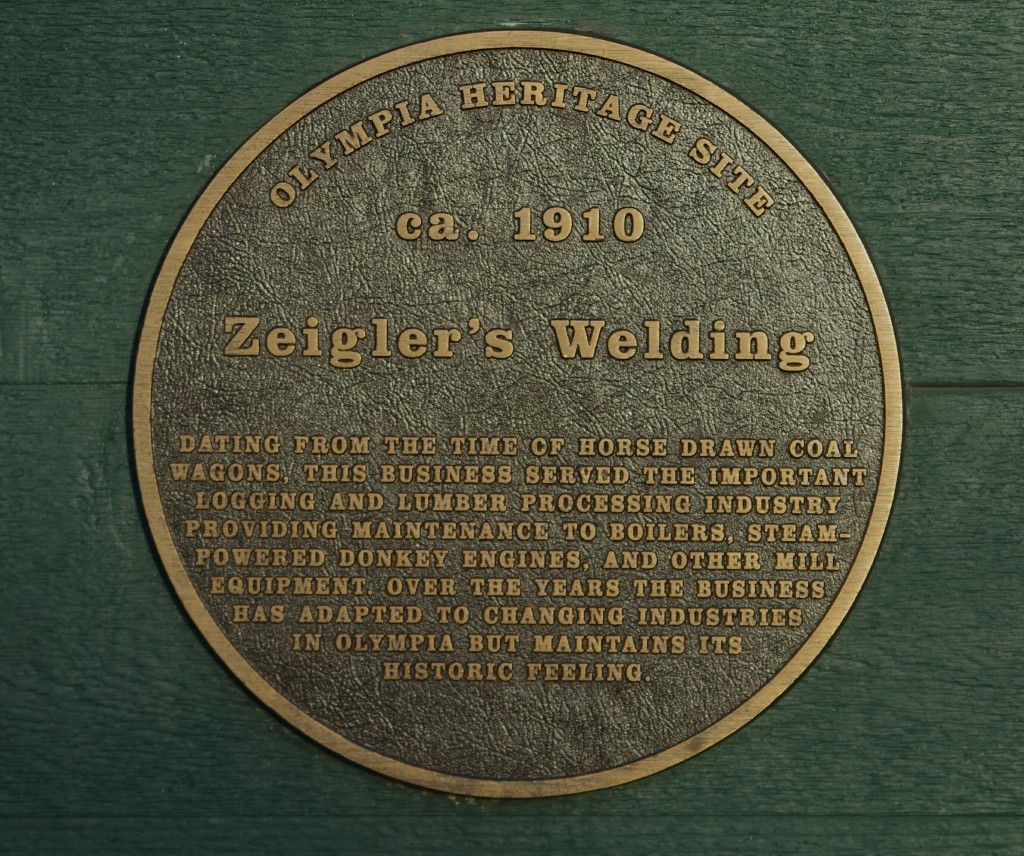 OLYMPIA HERITAGE SITE
ca. 1910
Zeigler's Welding
DATING FROM THE TIME OF HORSE DRAWN COAL
WAGONS, THIS BUSINESS SERVED THE IMPORTANT
LOGGING AND LUMBER PROCESSING INDUSTRY
PROVIDING MAINTENANCE TO BOILERS, STEAM-
POWERED DONKEY ENGINES, AND OTHER MILL
EQUIPMENT. OVER THE YEARS THE BUSINESS
HAS ADAPTED TO CHANGING INDUSTRIES
IN OLYMPIA BUT MAINTAINS ITS
HISTORIC FEELING.